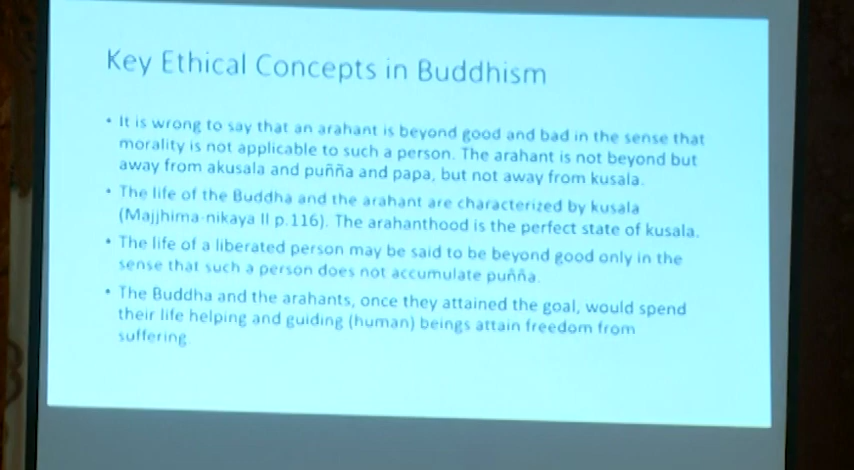 Key Ethical Concepts in Buddhism
• It is wrong to say that an arahant is beyond good and bad in the sense that
morality is not applicable to such a person. The arahant is not beyond but
away from akusala and puñña and papa, but not away from kusala.
• The life of the Buddha and the arahant are characterized by kusala
(Majjhima-nikaya II p.116). The arahanthood is the perfect state of kusala.
• The life of a liberated person may be said to be beyond good only in the
sense that such a person does not accumulate puñña.
• The Buddha and the arahants, once they attained the goal, would spend
their life helping and guiding (human) beings attain freedom from
suffering